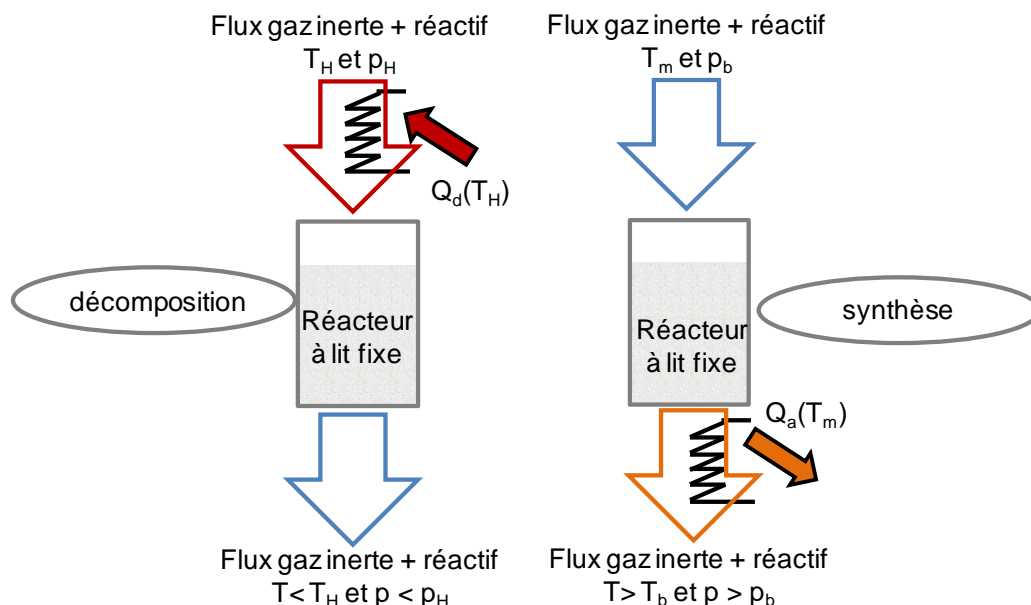 Flux gaz inerte + réactif
T_H et p_H
Q_d(T_H)
décomposition
Réacteur
à lit fixe
Flux gaz inerte + réactif
T< T_H et p < p_H
Flux gaz inerte + réactif
T_m et p_b
synthèse
Réacteur
à lit fixe
Q_a(T_m)
Flux gaz inerte + réactif
T> T_b et p > p_b